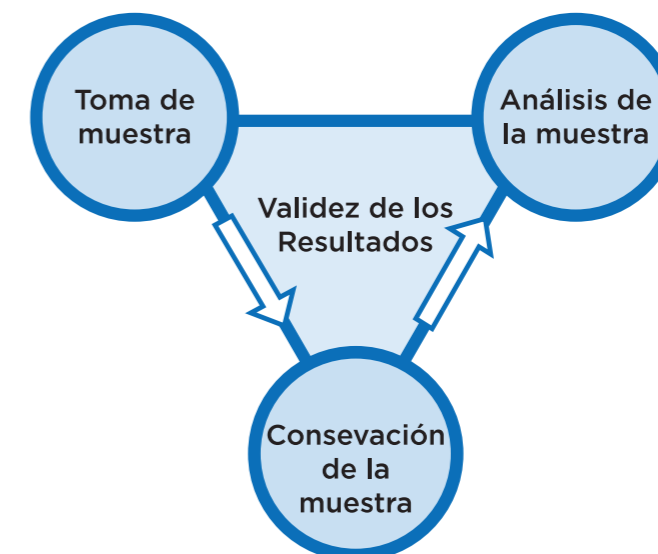 Toma de
muestra
Análisis de
la muestra
Validez de los
Resultados
Consevación
de la
muestra